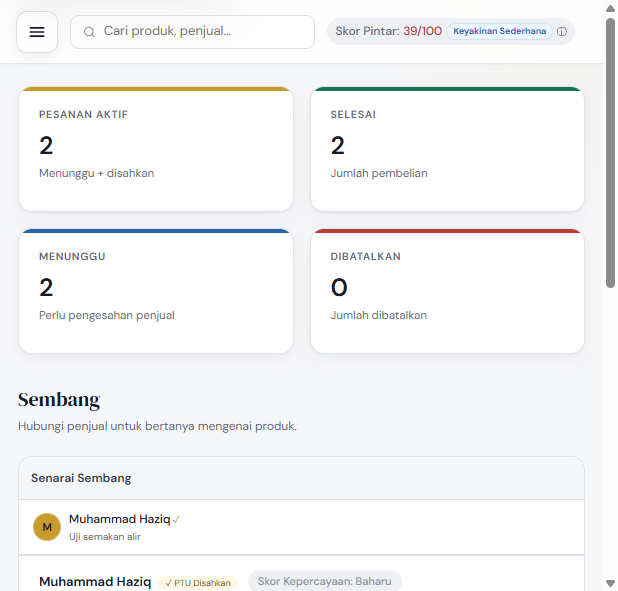 Cari produk, penjual...
Skor Pintar: 39/100 Keyakinan Sederhana
PESANAN AKTIF
2
Menunggu + disahkan
SELESAI
2
Jumlah pembelian
MENUNGGU
2
Perlu pengesahan penjual
DIBATALKAN
0
Jumlah dibatalkan
Sembang
Hubungi penjual untuk bertanya mengenai produk.
Senarai Sembang
M
Muhammad Haziq ✓
Uji semakan alir
Muhammad Haziq ✓ PTU Disahkan Skor Kepercayaan: Baharu